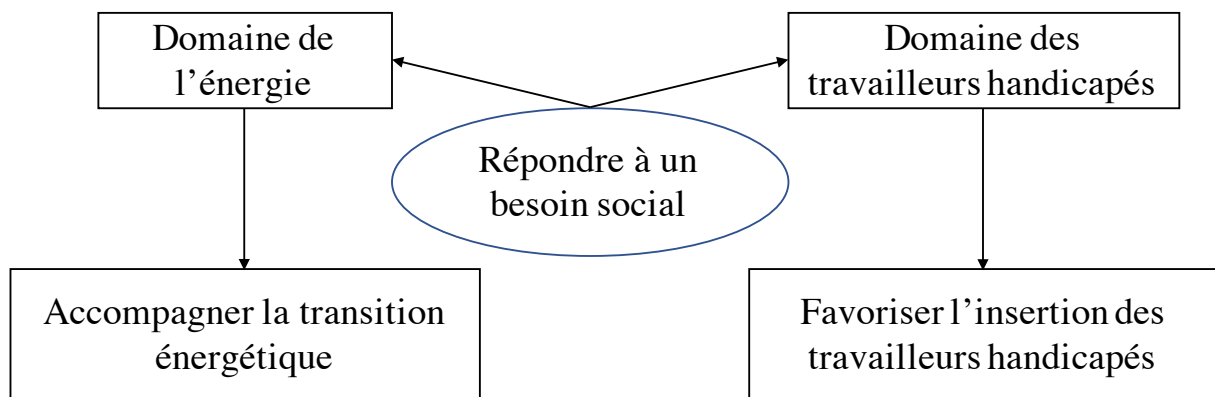 Domaine de
l’énergie
Domaine des
travailleurs handicapés
Répondre à un
besoin social
Accompagner la transition
énergétique
Favoriser l’insertion des
travailleurs handicapés